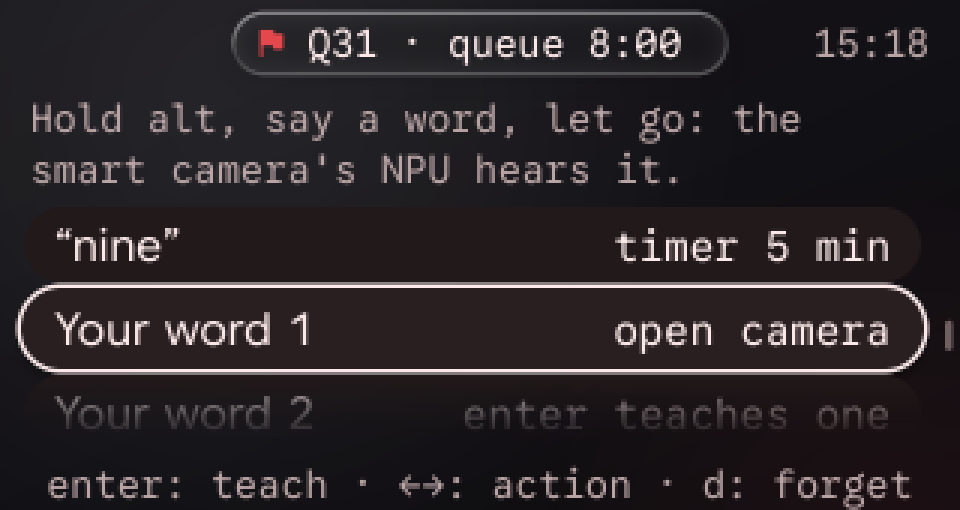 Q31 · queue 8:00
15:18
Hold alt, say a word, let go: the
smart camera's NPU hears it.
“nine” timer 5 min
Your word 1 open camera
Your word 2 enter teaches one
enter: teach · ↔: action · d: forget